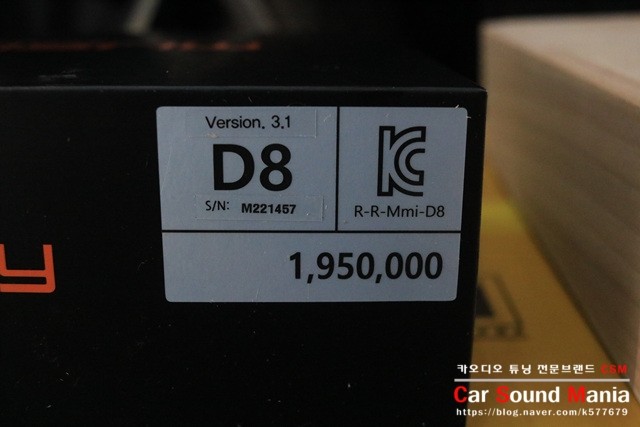 Version. 3.1
D8
S/N: M221457
R-R-Mmi-D8
1,950,000
y
카오디오 튜닝 전문브랜드 CSM
Car Sound Mania
https://blog.naver.com/k577679